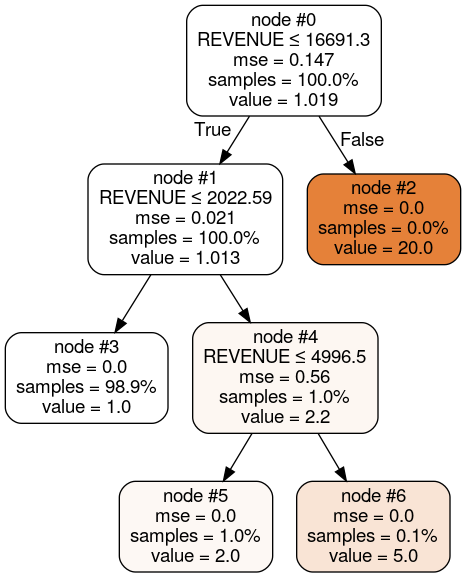 node #0
REVENUE ≤ 16691.3
mse = 0.147
samples = 100.0%
value = 1.019
True
False
node #1
REVENUE ≤ 2022.59
mse = 0.021
samples = 100.0%
value = 1.013
node #2
mse = 0.0
samples = 0.0%
value = 20.0
node #3
mse = 0.0
samples = 98.9%
value = 1.0
node #4
REVENUE ≤ 4996.5
mse = 0.56
samples = 1.0%
value = 2.2
node #5
mse = 0.0
samples = 1.0%
value = 2.0
node #6
mse = 0.0
samples = 0.1%
value = 5.0